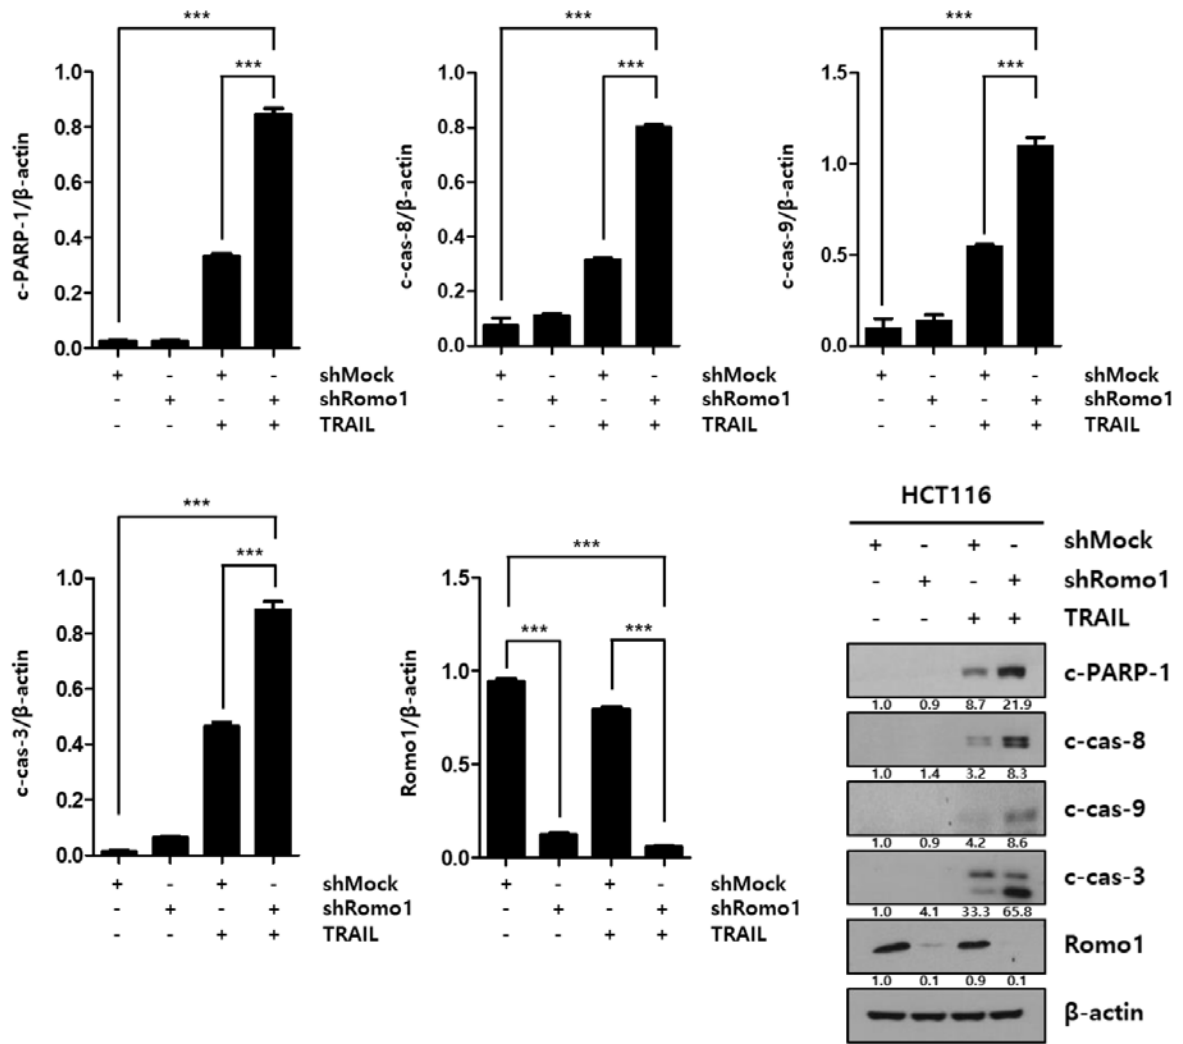 ***
***
c-PARP-1/β-actin
1.0
0.8
0.6
0.4
0.2
0.0
+ - + - shMock
- + - + shRomo1
- - + + TRAIL
***
***
c-cas-8/β-actin
1.0
0.8
0.6
0.4
0.2
0.0
+ - + - shMock
- + - + shRomo1
- - + + TRAIL
***
***
c-cas-9/β-actin
1.5
1.0
0.5
0.0
+ - + - shMock
- + - + shRomo1
- - + + TRAIL
***
***
c-cas-3/β-actin
1.0
0.8
0.6
0.4
0.2
0.0
+ - + - shMock
- + - + shRomo1
- - + + TRAIL
***
*** ***
Romo1/β-actin
1.5
1.0
0.5
0.0
+ - + - shMock
- + - + shRomo1
- - + + TRAIL
HCT116
+ - + - shMock
- + - + shRomo1
- - + + TRAIL
c-PARP-1
1.0 0.9 8.7 21.9
c-cas-8
1.0 1.4 3.2 8.3
c-cas-9
1.0 0.9 4.2 8.6
c-cas-3
1.0 4.1 33.3 65.8
Romo1
1.0 0.1 0.9 0.1
β-actin